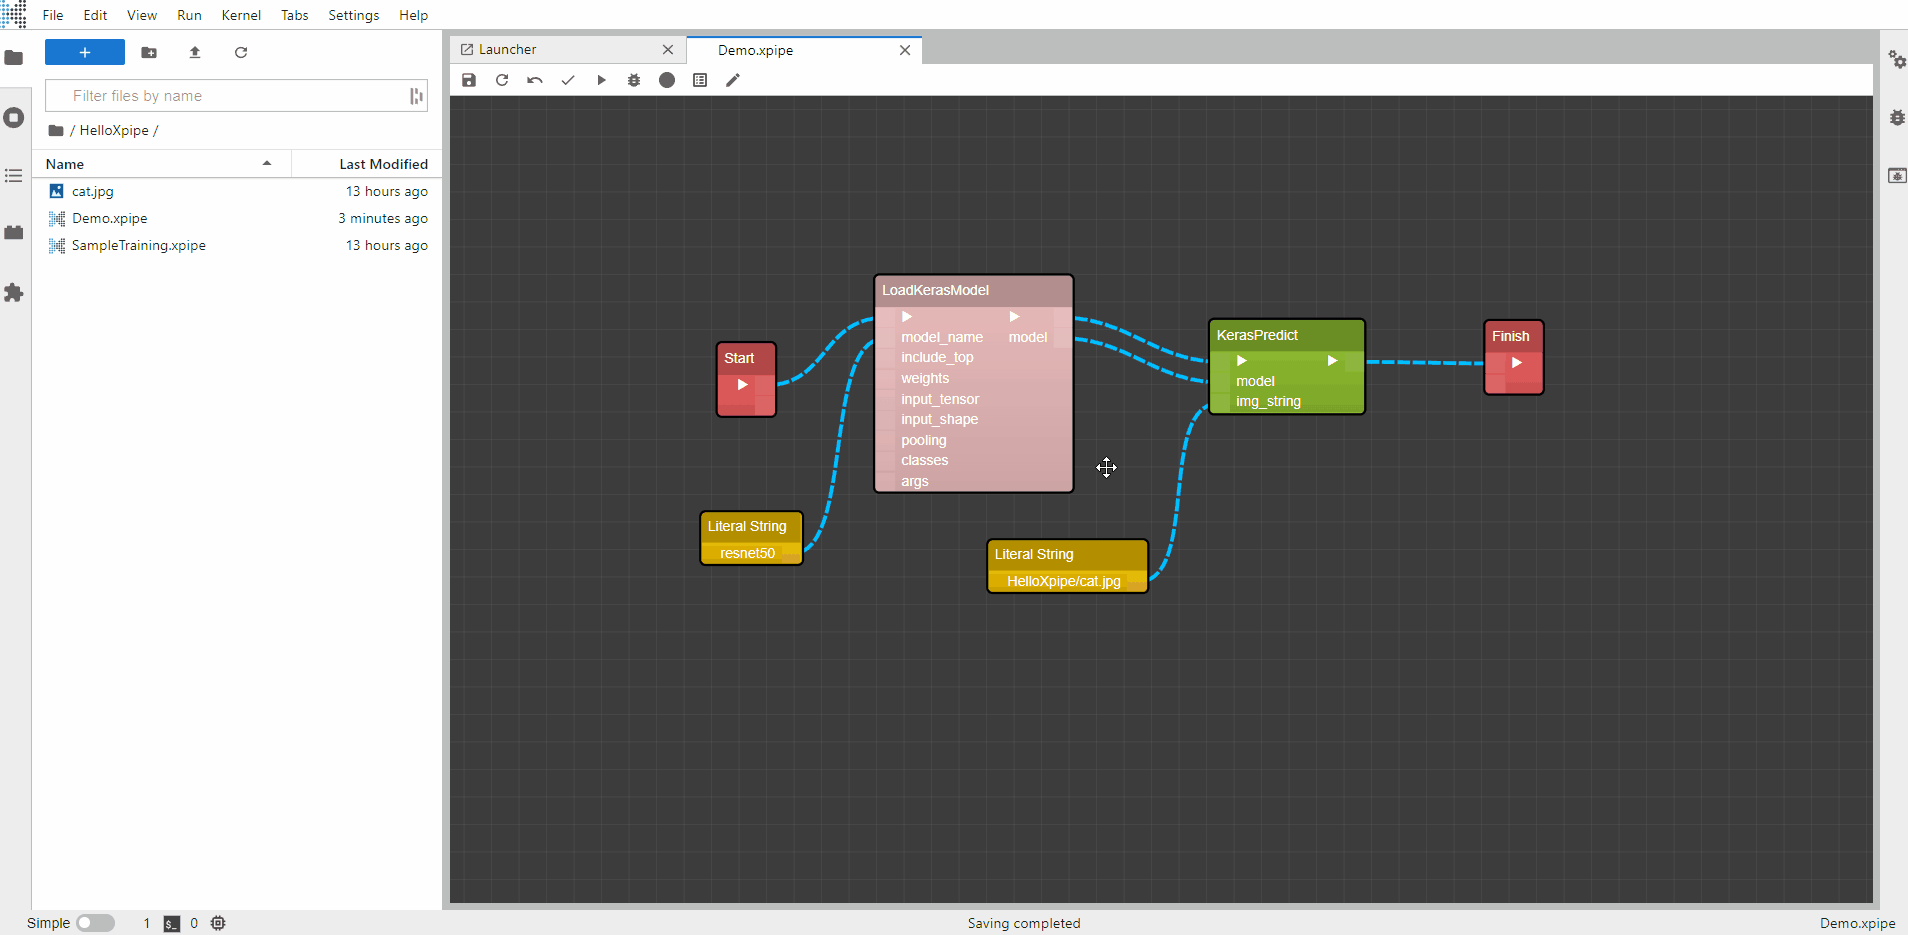 File Edit View Run Kernel Tabs Settings Help
+
Filter files by name
/ HelloXpipe /
Name Last Modified
cat.jpg 13 hours ago
Demo.xpipe 3 minutes ago
SampleTraining.xpipe 13 hours ago
Launcher
Demo.xpipe
Start
LoadKerasModel
model_name model
include_top
weights
input_tensor
input_shape
pooling
classes
args
Literal String
resnet50
Literal String
HelloXpipe/cat.jpg
KerasPredict
model
img_string
Finish
Simple 1 $_ 0 Saving completed Demo.xpipe